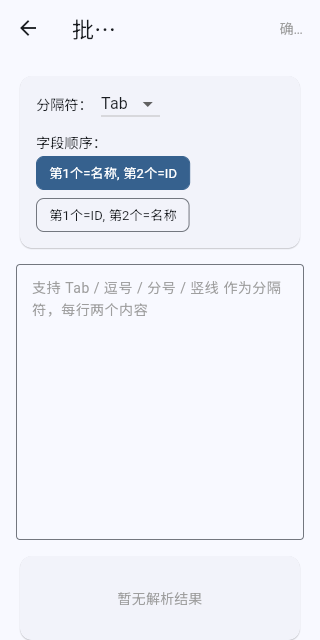 批…
确...
分隔符： Tab
字段顺序：
第1个=名称, 第2个=ID
第1个=ID, 第2个=名称
支持 Tab / 逗号 / 分号 / 竖线 作为分隔
符，每行两个内容
暂无解析结果